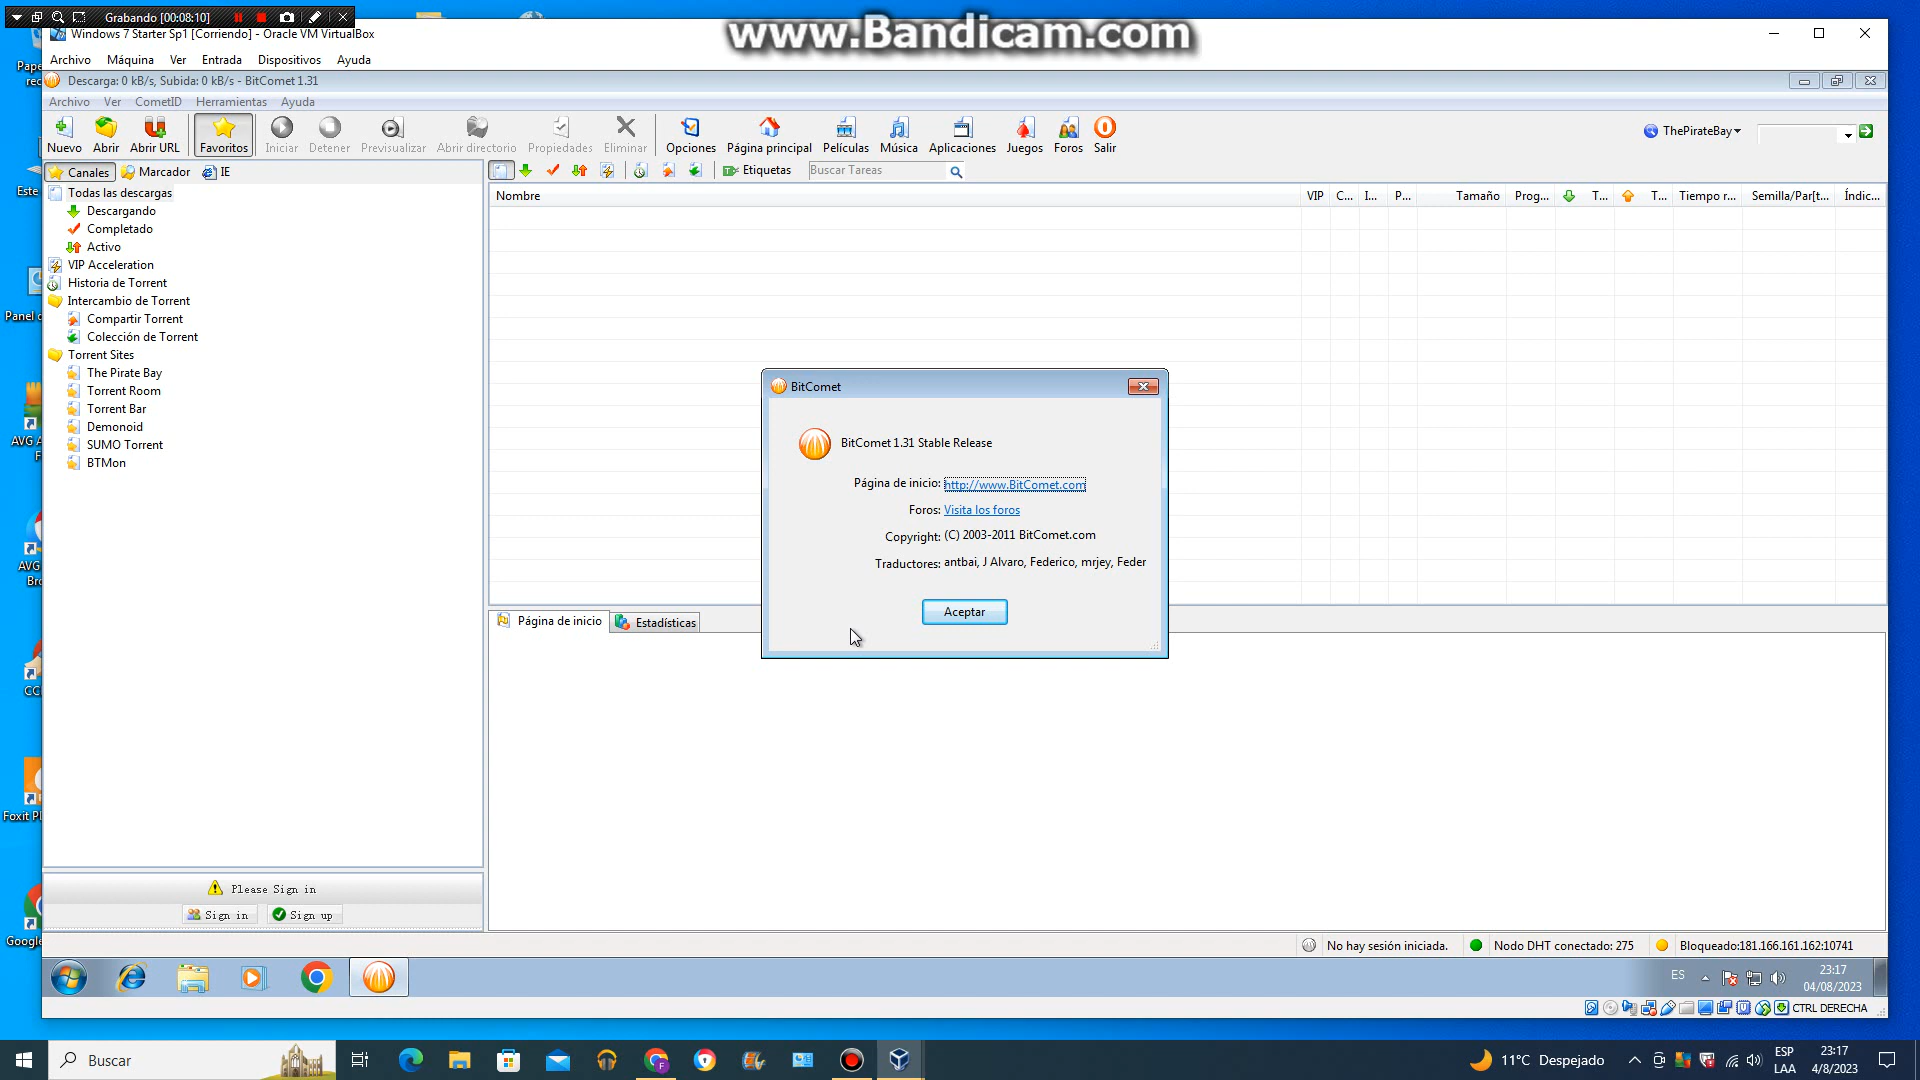 Grabando [00:08:10]
www.Bandicam.com
Windows 7 Starter Sp1 [Corriendo] - Oracle VM VirtualBox
Archivo Máquina Ver Entrada Dispositivos Ayuda
Descarga: 0 kB/s, Subida: 0 kB/s - BitComet 1.31
Archivo Ver CometID Herramientas Ayuda
Nuevo Abrir Abrir URL Favoritos Iniciar Detener Previsualizar Abrir directorio Propiedades Eliminar Opciones Página principal Películas Música Aplicaciones Juegos Foros Salir
ThePirateBay
Canales Marcador IE
Etiquetas Buscar Tareas
Nombre VIP C... I... P... Tamaño Prog... T... T... Tiempo r... Semilla/Par[t... Índic...
Todas las descargas
Descargando
Completado
Activo
VIP Acceleration
Historia de Torrent
Intercambio de Torrent
Compartir Torrent
Colección de Torrent
Torrent Sites
The Pirate Bay
Torrent Room
Torrent Bar
Demonoid
SUMO Torrent
BTMon
BitComet
BitComet 1.31 Stable Release
Página de inicio: http://www.BitComet.com
Foros: Visita los foros
Copyright: (C) 2003-2011 BitComet.com
Traductores: antbai, J Alvaro, Federico, mrjey, Feder
Aceptar
Página de inicio Estadísticas
Please Sign in
Sign in Sign up
No hay sesión iniciada. Nodo DHT conectado: 275 Bloqueado:181.166.161.162:10741
ES
23:17
04/08/2023
CTRL DERECHA
Pape
rec
Este
Panel d
AVG A
F
AVG
Bro
CC
Foxit Pl
Google
Buscar
11°C Despejado
ESP
LAA
23:17
4/8/2023